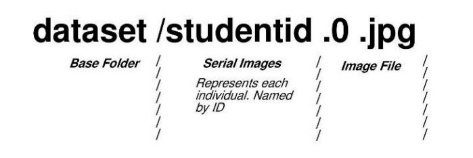 dataset /studentid .0 .jpg
Base Folder / Serial Images / Image File /
/ Represents each / /
/ individual. Named / /
/ by ID / /
/ / /
/ / /